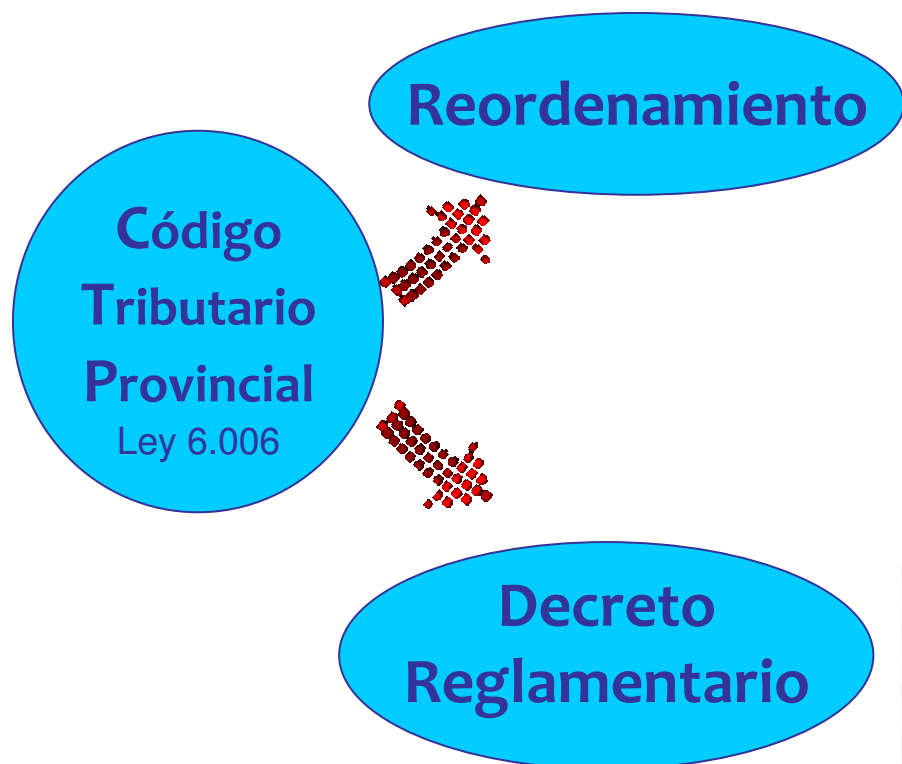 Reordenamiento
Código
Tributario
Provincial
Ley 6.006
Decreto
Reglamentario